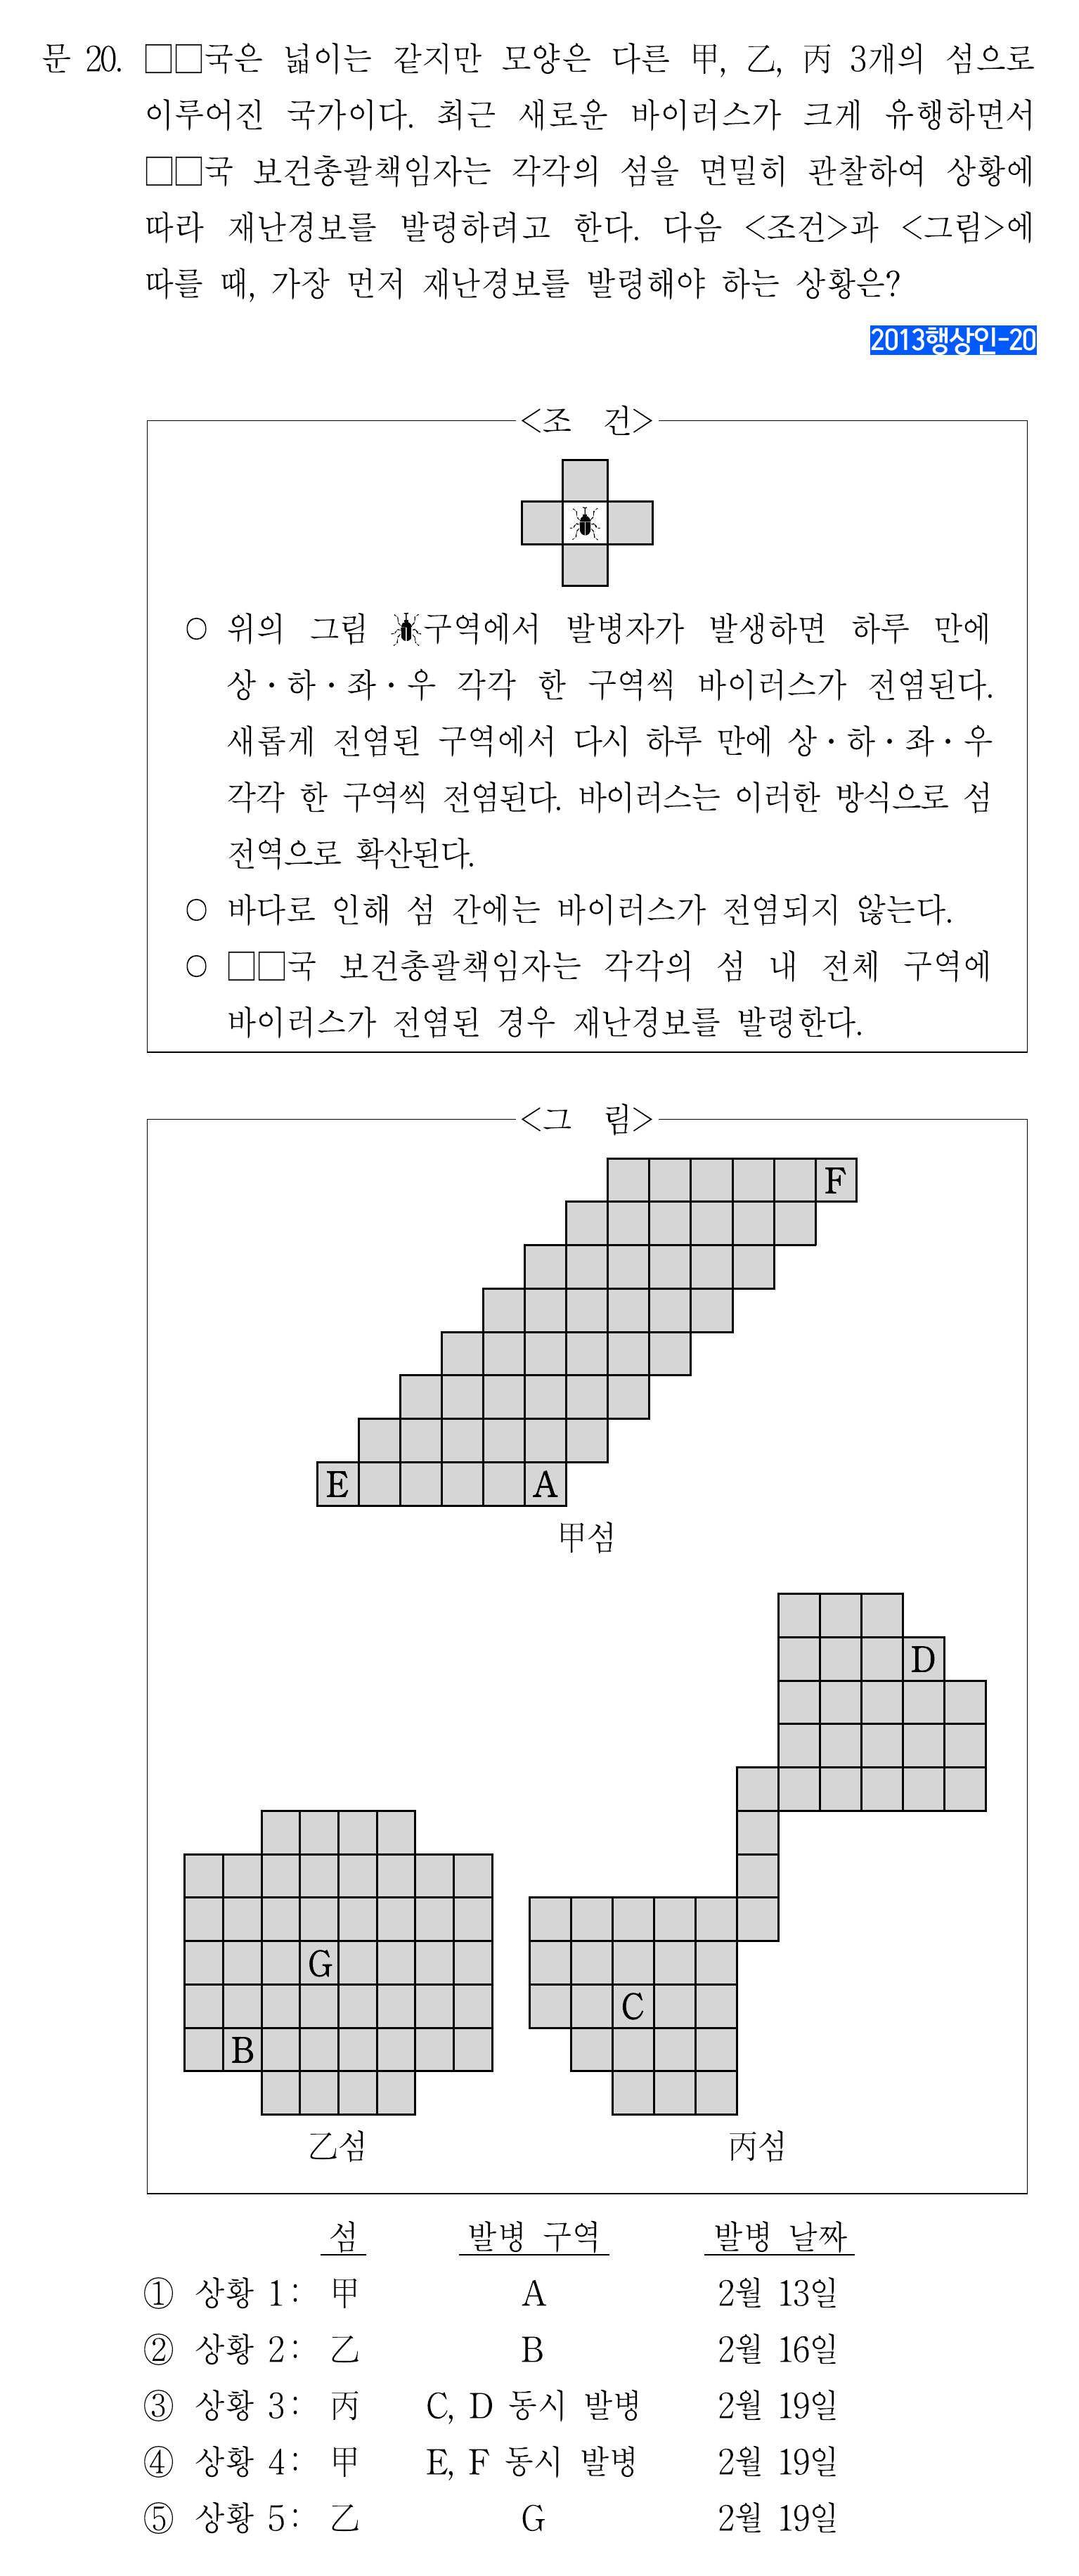 문 20. □□국은 넓이는 같지만 모양은 다른 甲, 乙, 丙 3개의 섬으로
이루어진 국가이다. 최근 새로운 바이러스가 크게 유행하면서
□□국 보건총괄책임자는 각각의 섬을 면밀히 관찰하여 상황에
따라 재난경보를 발령하려고 한다. 다음 <조건>과 <그림>에
따를 때, 가장 먼저 재난경보를 발령해야 하는 상황은?
2013행상인-20
<조 건>
○ 위의 그림 구역에서 발병자가 발생하면 하루 만에
상·하·좌·우 각각 한 구역씩 바이러스가 전염된다.
새롭게 전염된 구역에서 다시 하루 만에 상·하·좌·우
각각 한 구역씩 전염된다. 바이러스는 이러한 방식으로 섬
전역으로 확산된다.
○ 바다로 인해 섬 간에는 바이러스가 전염되지 않는다.
○ □□국 보건총괄책임자는 각각의 섬 내 전체 구역에
바이러스가 전염된 경우 재난경보를 발령한다.
<그 림>
F
E A
甲섬
D
G
C
B
乙섬 丙섬
섬 발병 구역 발병 날짜
① 상황 1: 甲 A 2월 13일
② 상황 2: 乙 B 2월 16일
③ 상황 3: 丙 C, D 동시 발병 2월 19일
④ 상황 4: 甲 E, F 동시 발병 2월 19일
⑤ 상황 5: 乙 G 2월 19일